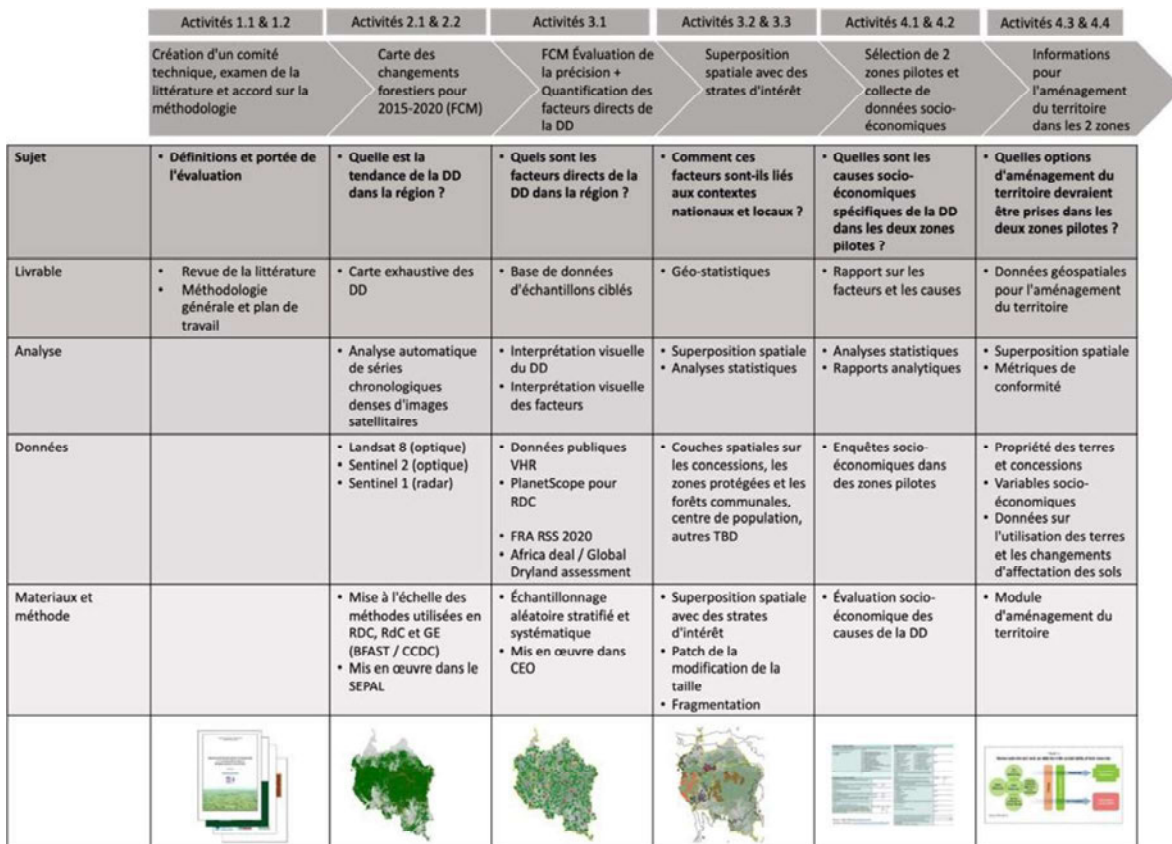 Activités 1.1 & 1.2
Activités 2.1 & 2.2
Activités 3.1
Activités 3.2 & 3.3
Activités 4.1 & 4.2
Activités 4.3 & 4.4
Création d'un comité
technique, examen de la
littérature et accord sur la
méthodologie
Carte des
changements
forestiers pour
2015-2020 (FCM)
FCM Évaluation de
la précision +
Quantification des
facteurs directs de
la DD
Superposition
spatiale avec des
strates d'intérêt
Sélection de 2
zones pilotes et
collecte de
données socio-
économiques
Informations
pour
l'aménagement
du territoire
dans les 2 zones
Sujet
• Définitions et portée de
l'évaluation
• Quelle est la
tendance de la DD
dans la région ?
• Quels sont les
facteurs directs de la
DD dans la région ?
• Comment ces
facteurs sont-ils liés
aux contextes
nationaux et locaux ?
• Quelles sont les
causes socio-
économiques
spécifiques de la DD
dans les deux zones
pilotes ?
• Quelles options
d'aménagement du
territoire devraient
être prises dans les
deux zones pilotes ?
Livrable
• Revue de la littérature
• Méthodologie
générale et plan de
travail
• Carte exhaustive des
DD
• Base de données
d'échantillons ciblés
• Géo-statistiques
• Rapport sur les
facteurs et les causes
• Données géospatiales
pour l'aménagement
du territoire
Analyse
• Analyse automatique
de séries
chronologiques
denses d'images
satellitaires
• Interprétation visuelle
du DD
• Interprétation visuelle
des facteurs
• Superposition spatiale
• Analyses statistiques
• Analyses statistiques
• Rapports analytiques
• Superposition spatiale
• Métriques de
conformité
Données
• Landsat 8 (optique)
• Sentinel 2 (optique)
• Sentinel 1 (radar)
• Données publiques
VHR
• PlanetScope pour
RDC
• FRA RSS 2020
• Africa deal / Global
Dryland assessment
• Couches spatiales sur
les concessions, les
zones protégées et les
forêts communales,
centre de population,
autres TBD
• Enquêtes socio-
économiques dans
des zones pilotes
• Propriété des terres
et concessions
• Variables socio-
économiques
• Données sur
l'utilisation des terres
et les changements
d'affectation des sols
Materiaux et
méthode
• Mise à l'échelle des
méthodes utilisées en
RDC, RdC et GE
(BFAST / CCDC)
• Mis en œuvre dans le
SEPAL
• Échantillonnage
aléatoire stratifié et
systématique
• Mis en œuvre dans
CEO
• Superposition spatiale
avec des strates
d'intérêt
• Patch de la
modification de la
taille
• Fragmentation
• Évaluation socio-
économique des
causes de la DD
• Module
d'aménagement du
territoire